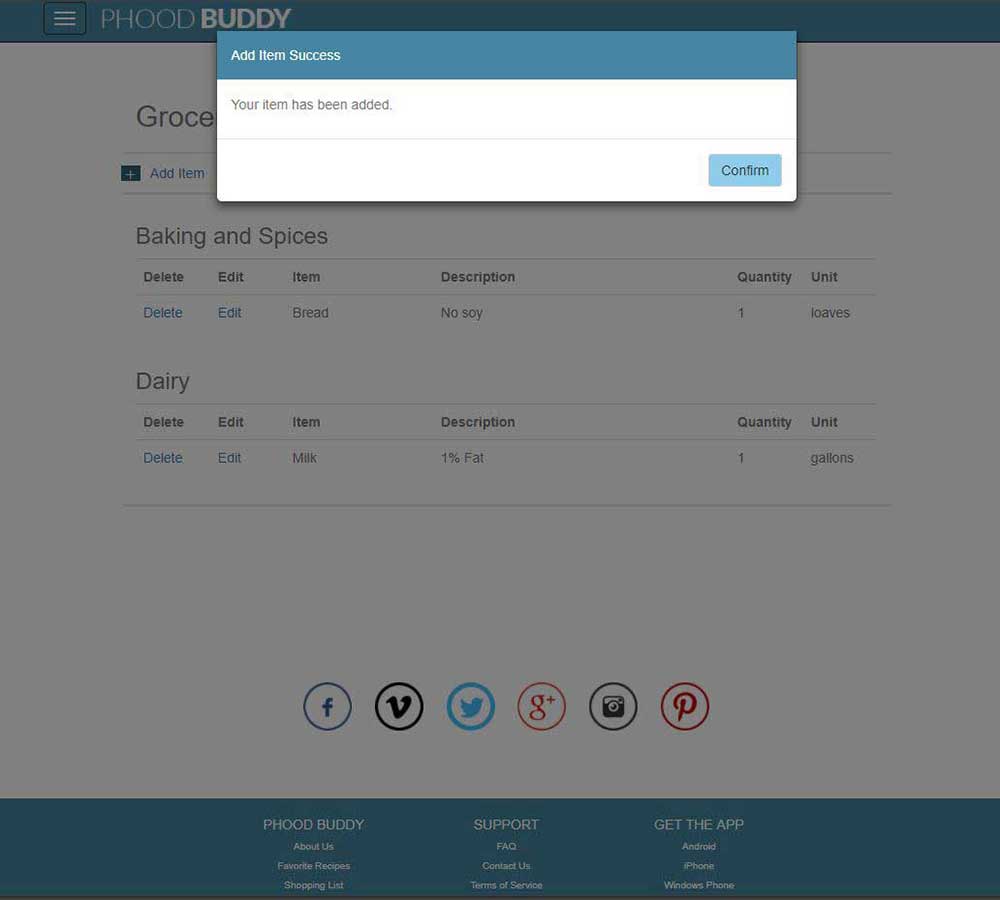 PHOOD BUDDY
Add Item Success
Your item has been added.
Confirm
Groce
Add Item
Baking and Spices
Delete Edit Item Description Quantity Unit
Delete Edit Bread No soy 1 loaves
Dairy
Delete Edit Item Description Quantity Unit
Delete Edit Milk 1% Fat 1 gallons
PHOOD BUDDY SUPPORT GET THE APP
About Us FAQ Android
Favorite Recipes Contact Us iPhone
Shopping List Terms of Service Windows Phone